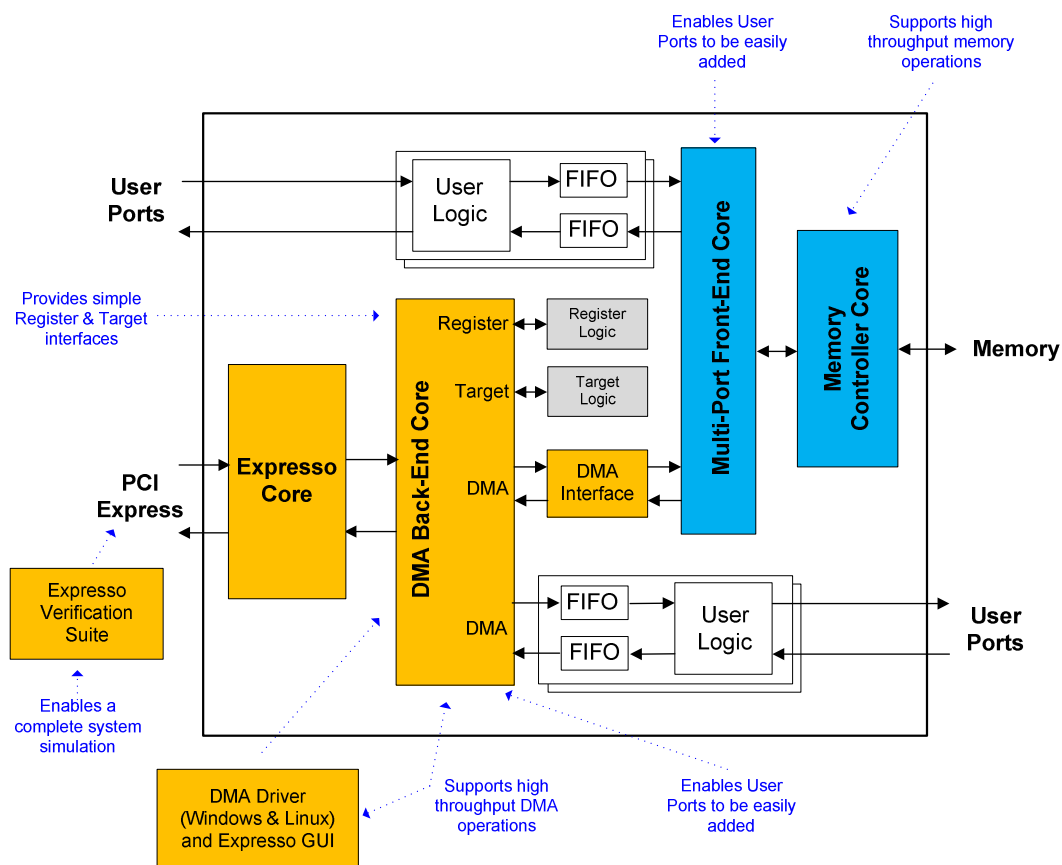 Enables User
Ports to be easily
added
Supports high
throughput memory
operations
User
Ports
User
Logic
FIFO
FIFO
Multi-Port Front-End Core
Memory
Controller Core
Memory
Provides simple
Register & Target
interfaces
DMA Back-End Core
Register
Register
Logic
Target
Target
Logic
DMA
DMA
Interface
Expresso
Core
PCI
Express
Expresso
Verification
Suite
DMA
FIFO
FIFO
User
Logic
User
Ports
Enables a
complete system
simulation
DMA Driver
(Windows & Linux)
and Expresso GUI
Supports high
throughput DMA
operations
Enables User
Ports to be easily
added